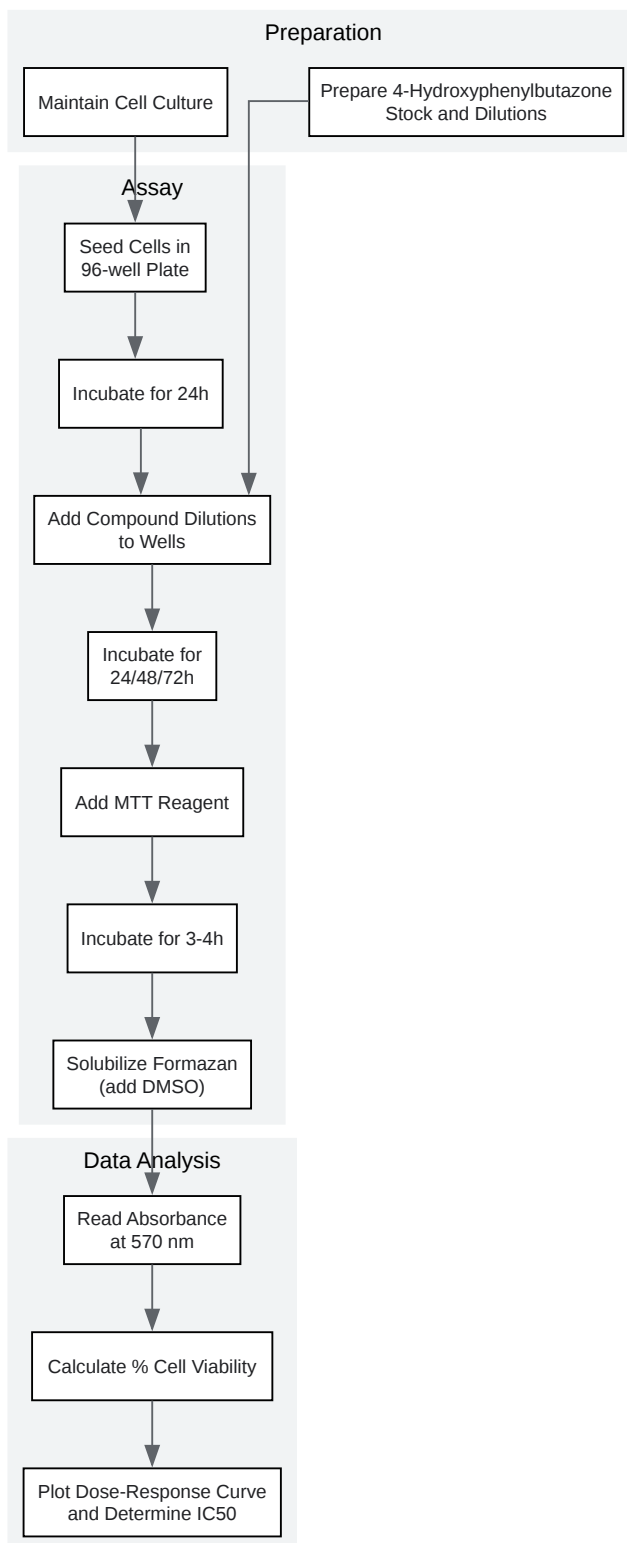 Preparation
Maintain Cell Culture
Prepare 4-Hydroxyphenylbutazone
Stock and Dilutions
Assay
Seed Cells in
96-well Plate
Incubate for 24h
Add Compound Dilutions
to Wells
Incubate for
24/48/72h
Add MTT Reagent
Incubate for 3-4h
Solubilize Formazan
(add DMSO)
Data Analysis
Read Absorbance
at 570 nm
Calculate % Cell Viability
Plot Dose-Response Curve
and Determine IC50